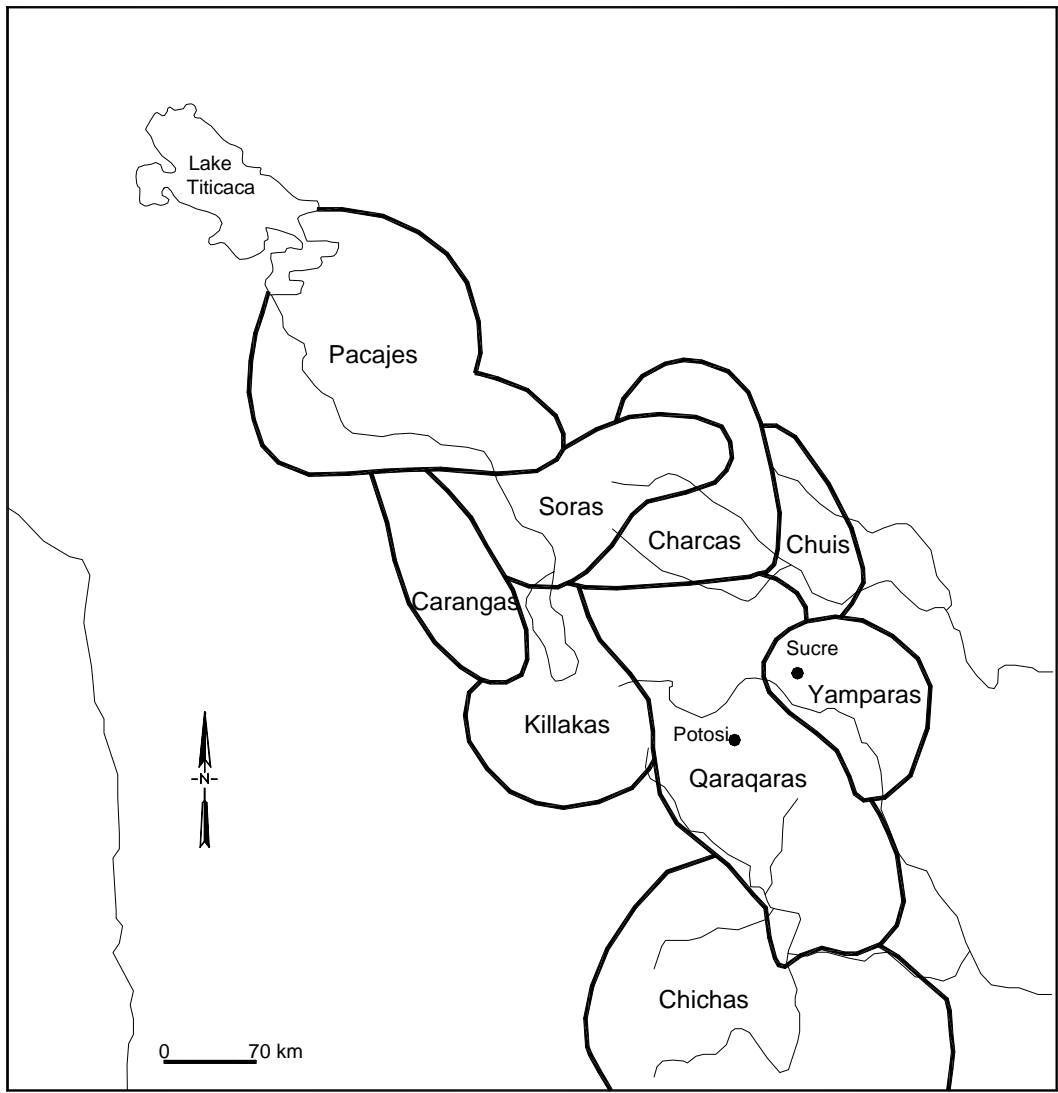 Lake
Titicaca
Pacajes
Soras
Charcas
Chuis
Carangas
Sucre
Yamparas
Killakas
Potosi
Qaraqaras
-N-
Chichas
0 70 km